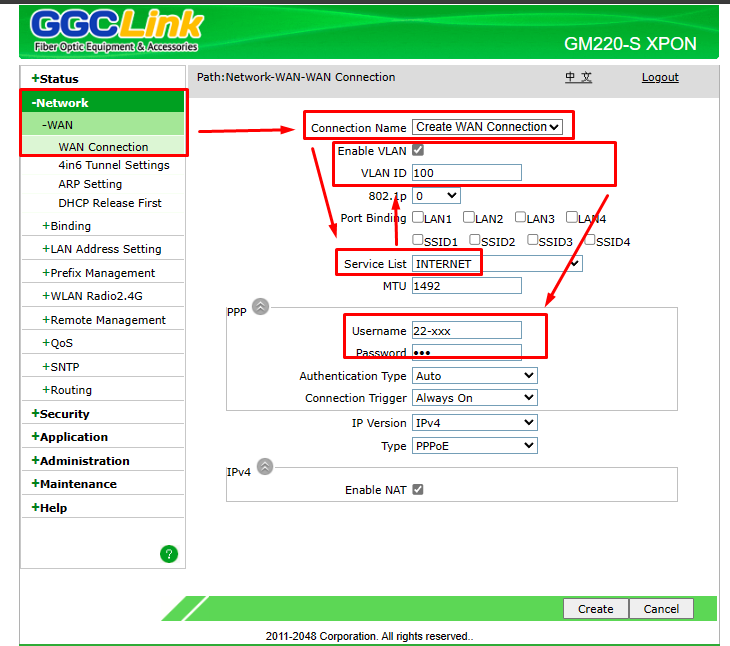 GGCLink
Fiber Optic Equipment & Accessories
GM220-S XPON
Path:Network-WAN-WAN Connection
中 文
Logout
+Status
-Network
-WAN
WAN Connection
4in6 Tunnel Settings
ARP Setting
DHCP Release First
+Binding
+LAN Address Setting
+Prefix Management
+WLAN Radio2.4G
+Remote Management
+QoS
+SNTP
+Routing
+Security
+Application
+Administration
+Maintenance
+Help
?
Connection Name Create WAN Connection
Enable VLAN
VLAN ID 100
802.1p 0
Port Binding LAN1 LAN2 LAN3 LAN4
SSID1 SSID2 SSID3 SSID4
Service List INTERNET
MTU 1492
PPP
Username 22-xxx
Password •••
Authentication Type Auto
Connection Trigger Always On
IP Version IPv4
Type PPPoE
IPv4
Enable NAT
Create Cancel
2011-2048 Corporation. All rights reserved..